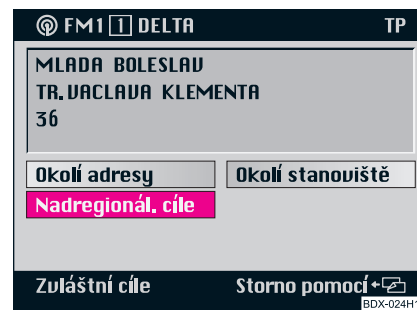 FM1 1 DELTA TP
MLADA BOLESLAV
TR. VACLAVA KLEMENTA
36
Okolí adresy Okolí stanoviště
Nadregionál. cíle
Zvláštní cíle Storno pomocí
BDX-024H